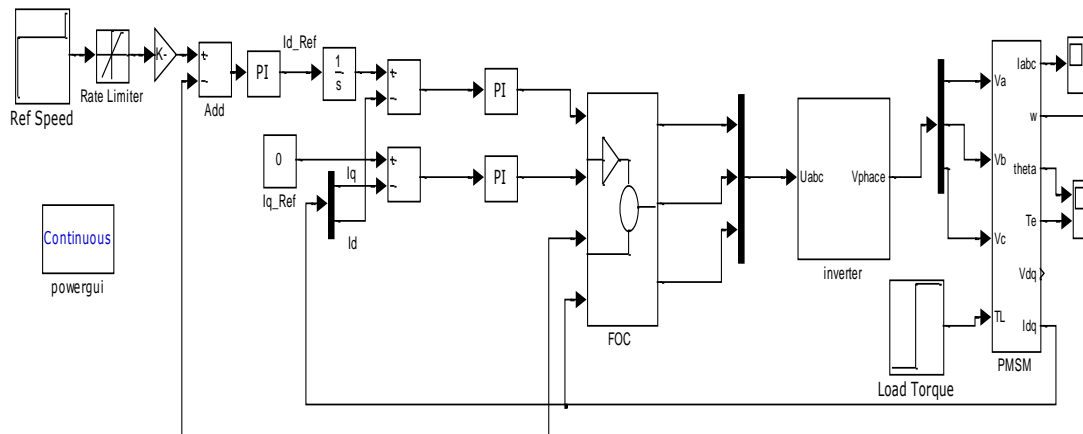 Ref Speed
Rate Limiter
K-
+
-
Add
PI
Id_Ref
1
s
+
-
PI
0
Iq_Ref
Iq
Id
+
-
PI
FOC
Continuous
powergui
Uabc
Vphace
inverter
Load Torque
Va
Vb
Vc
TL
Iabc
w
theta
Te
Vdq
Idq
PMSM